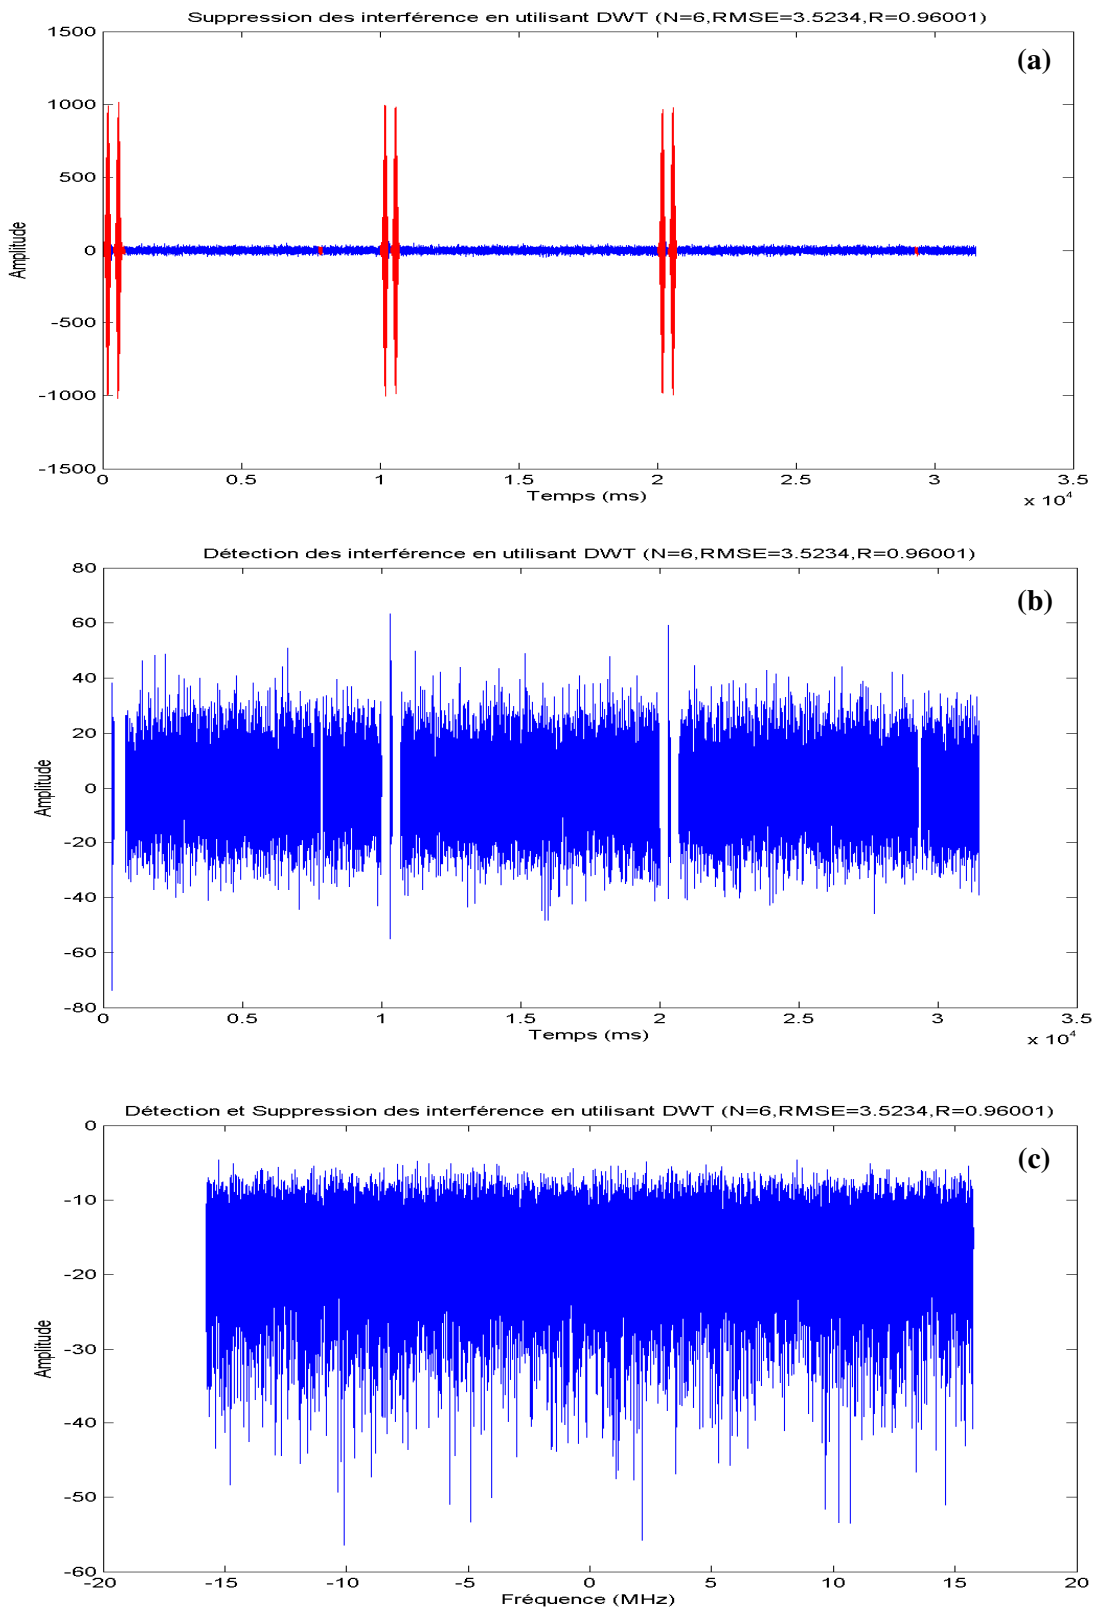 Suppression des interférence en utilisant DWT (N=6,RMSE=3.5234,R=0.96001)
(a)
1500
1000
500
0
-500
-1000
-1500
Amplitude
0 0.5 1 1.5 2 2.5 3 3.5
Temps (ms)
x 10⁴
Détection des interférence en utilisant DWT (N=6,RMSE=3.5234,R=0.96001)
(b)
80
60
40
20
0
-20
-40
-60
-80
Amplitude
0 0.5 1 1.5 2 2.5 3 3.5
Temps (ms)
x 10⁴
Détection et Suppression des interférence en utilisant DWT (N=6,RMSE=3.5234,R=0.96001)
(c)
0
-10
-20
-30
-40
-50
-60
Amplitude
-20 -15 -10 -5 0 5 10 15 20
Fréquence (MHz)